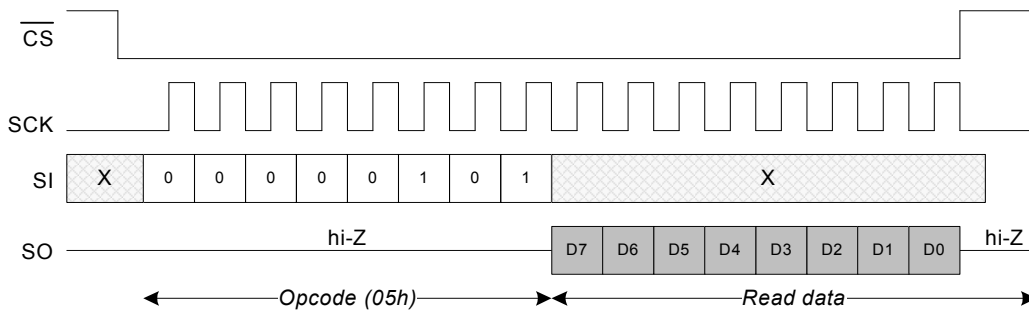 CS
SCK
SI X 0 0 0 0 0 1 0 1 X
SO hi-Z D7 D6 D5 D4 D3 D2 D1 D0 hi-Z
Opcode (05h) Read data